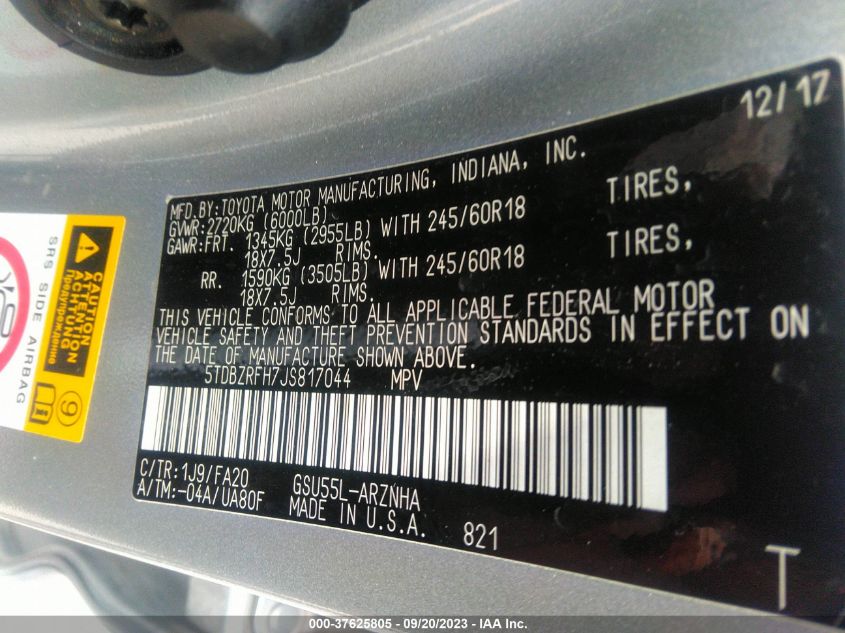 12/17
MFD.BY:TOYOTA MOTOR MANUFACTURING, INDIANA, INC.
GVWR:2720KG (6000LB)
GAWR:FRT. 1345KG (2955LB) WITH 245/60R18 TIRES,
18X7.5J RIMS.
RR. 1590KG (3505LB) WITH 245/60R18 TIRES,
18X7.5J RIMS.
THIS VEHICLE CONFORMS TO ALL APPLICABLE FEDERAL MOTOR
VEHICLE SAFETY AND THEFT PREVENTION STANDARDS IN EFFECT ON
THE DATE OF MANUFACTURE SHOWN ABOVE.
5TDBZRFH7JS817044 MPV
C/TR:1J9/FA20 GSU55L-ARZNHA
A/TM:-04A/UA80F MADE IN U.S.A. 821
T
SRS SIDE AIRBAG
CAUTION
ATTENTION
ACHTUNG
Предупреждение
9
000-37625805 - 09/20/2023 - IAA Inc.